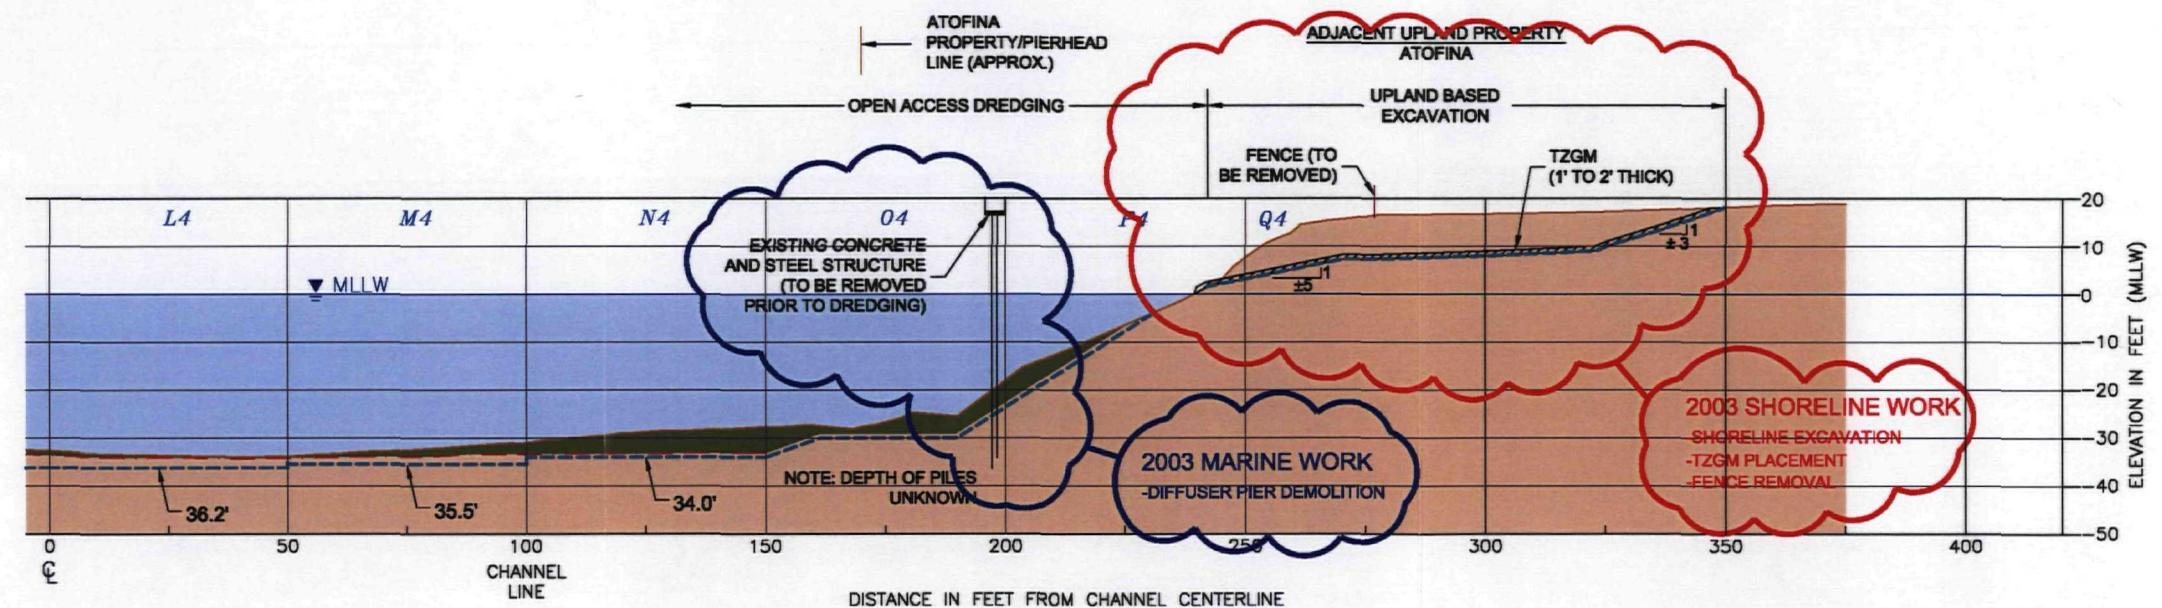 ATOFINA
PROPERTY/PIERHEAD
LINE (APPROX.)
ADJACENT UPLAND PROPERTY
ATOFINA
OPEN ACCESS DREDGING
UPLAND BASED
EXCAVATION
FENCE (TO
BE REMOVED)
TZGM
(1' TO 2' THICK)
L4
M4
N4
O4
P4
Q4
EXISTING CONCRETE
AND STEEL STRUCTURE
(TO BE REMOVED
PRIOR TO DREDGING)
MLLW
1
±5
1
±3
20
10
0
-10
-20
-30
-40
-50
ELEVATION IN FEET (MLLW)
2003 SHORELINE WORK
-SHORELINE EXCAVATION
-TZGM PLACEMENT
-FENCE REMOVAL
2003 MARINE WORK
-DIFFUSER PIER DEMOLITION
NOTE: DEPTH OF PILES
UNKNOWN
36.2'
35.5'
34.0'
0
50
100
150
200
250
300
350
400
CL
CHANNEL
LINE
DISTANCE IN FEET FROM CHANNEL CENTERLINE